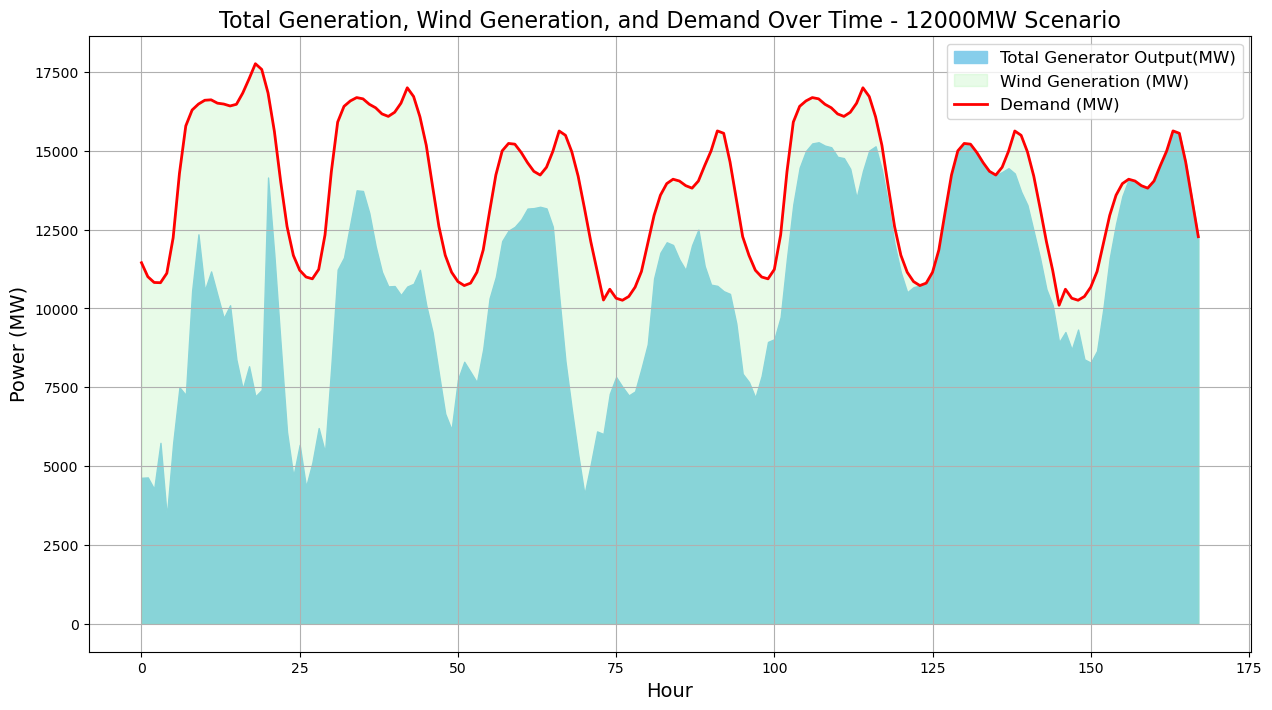 Total Generation, Wind Generation, and Demand Over Time - 12000MW Scenario
Total Generator Output(MW)
Wind Generation (MW)
Demand (MW)
Power (MW)
17500
15000
12500
10000
7500
5000
2500
0
0 25 50 75 100 125 150 175
Hour